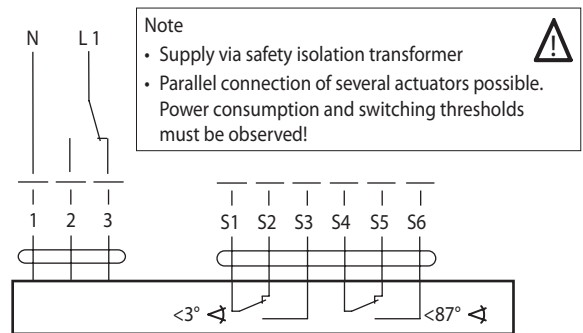 Note
• Supply via safety isolation transformer
• Parallel connection of several actuators possible.
Power consumption and switching thresholds
must be observed!
N L 1
1 2 3 S1 S2 S3 S4 S5 S6
<3° <87°